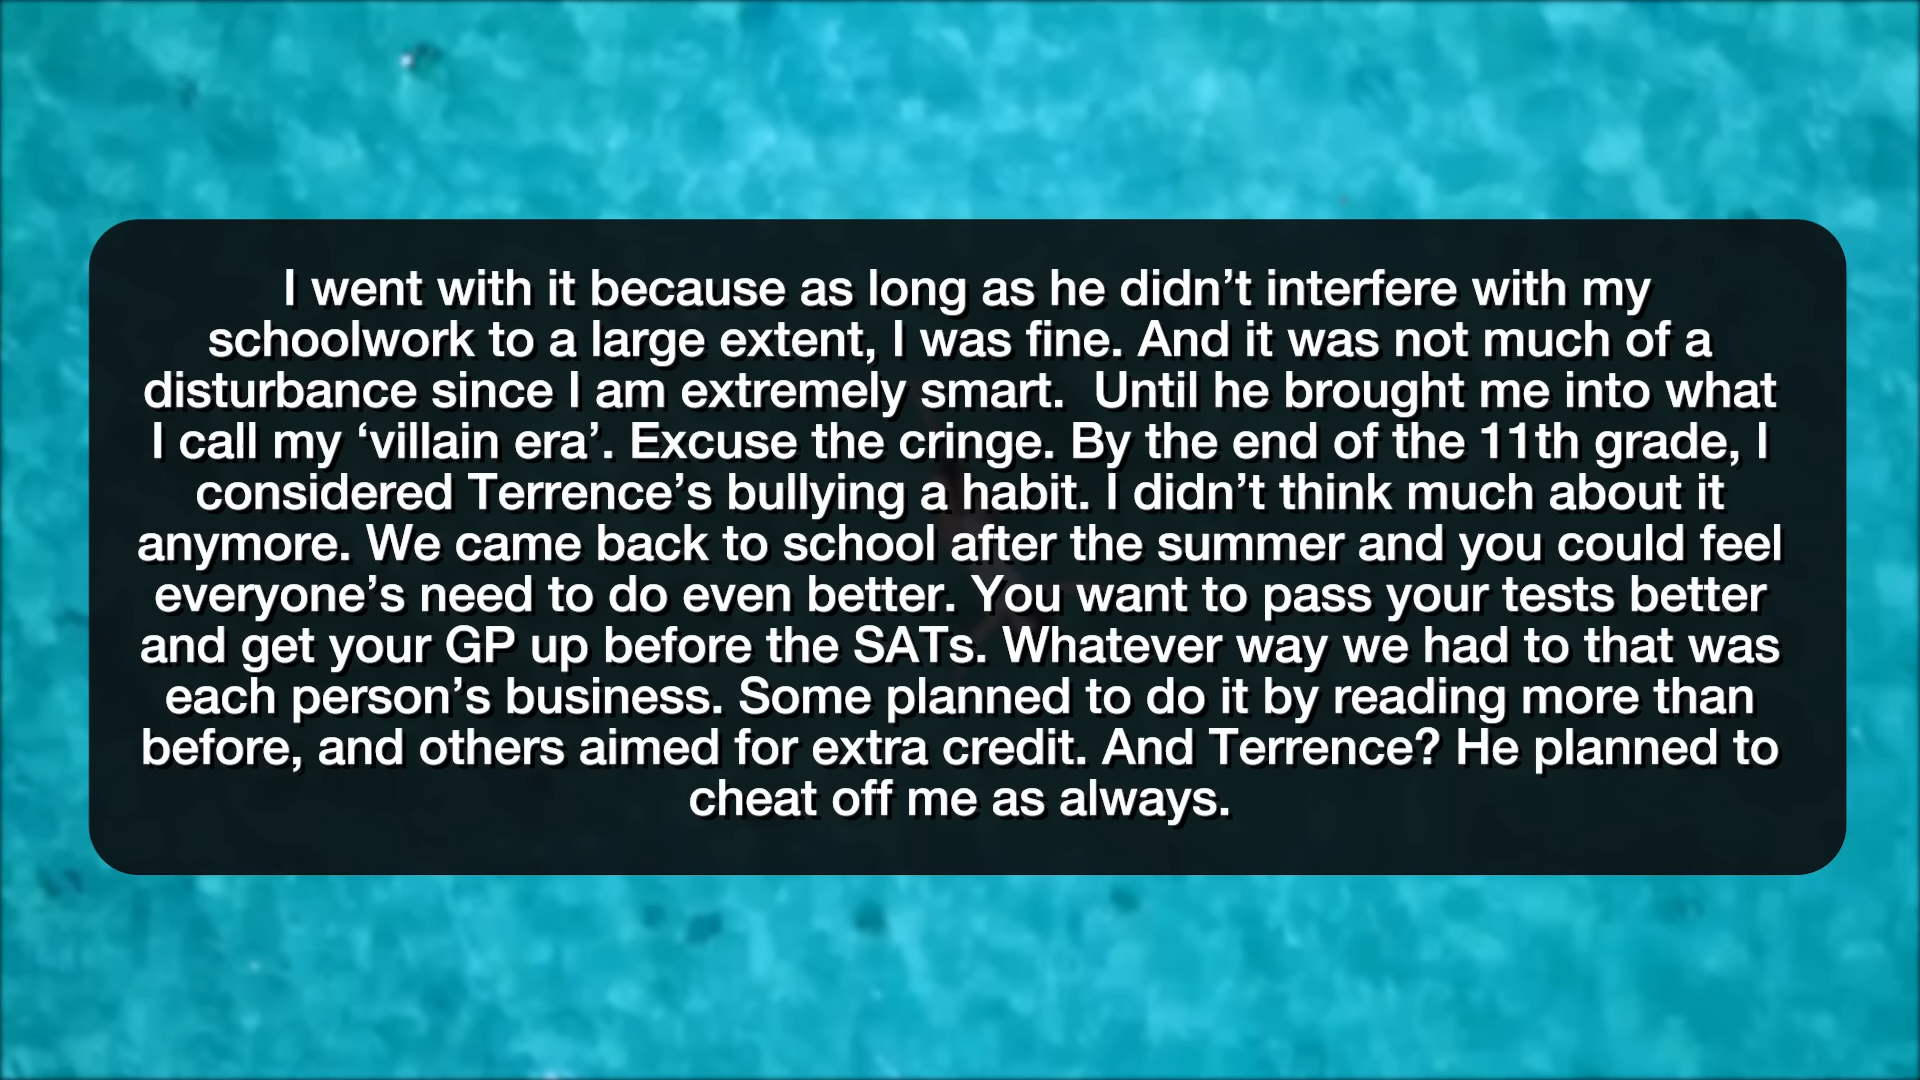 I went with it because as long as he didn’t interfere with my
schoolwork to a large extent, I was fine. And it was not much of a
disturbance since I am extremely smart.  Until he brought me into what
I call my ‘villain era’. Excuse the cringe. By the end of the 11th grade, I
considered Terrence’s bullying a habit. I didn’t think much about it
anymore. We came back to school after the summer and you could feel
everyone’s need to do even better. You want to pass your tests better
and get your GP up before the SATs. Whatever way we had to that was
each person’s business. Some planned to do it by reading more than
before, and others aimed for extra credit. And Terrence? He planned to
cheat off me as always.